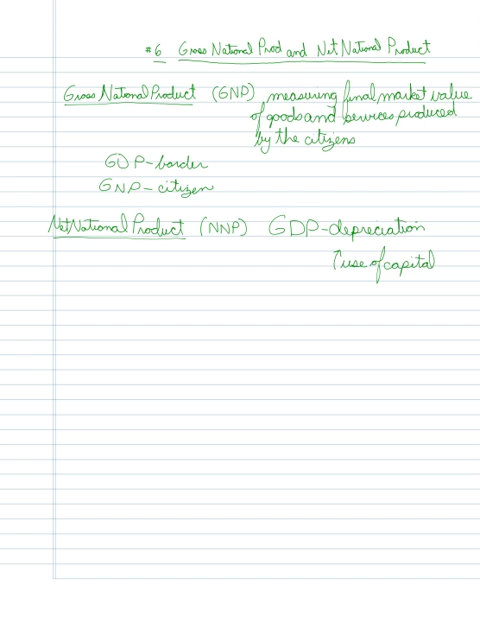 #6 Gross National Prod and Net National Product
Gross National Product (GNP) measuring final market value
of goods and services produced
by the citizens
GDP-border
GNP-citizen
Net National Product (NNP) GDP-depreciation
↑use of capital